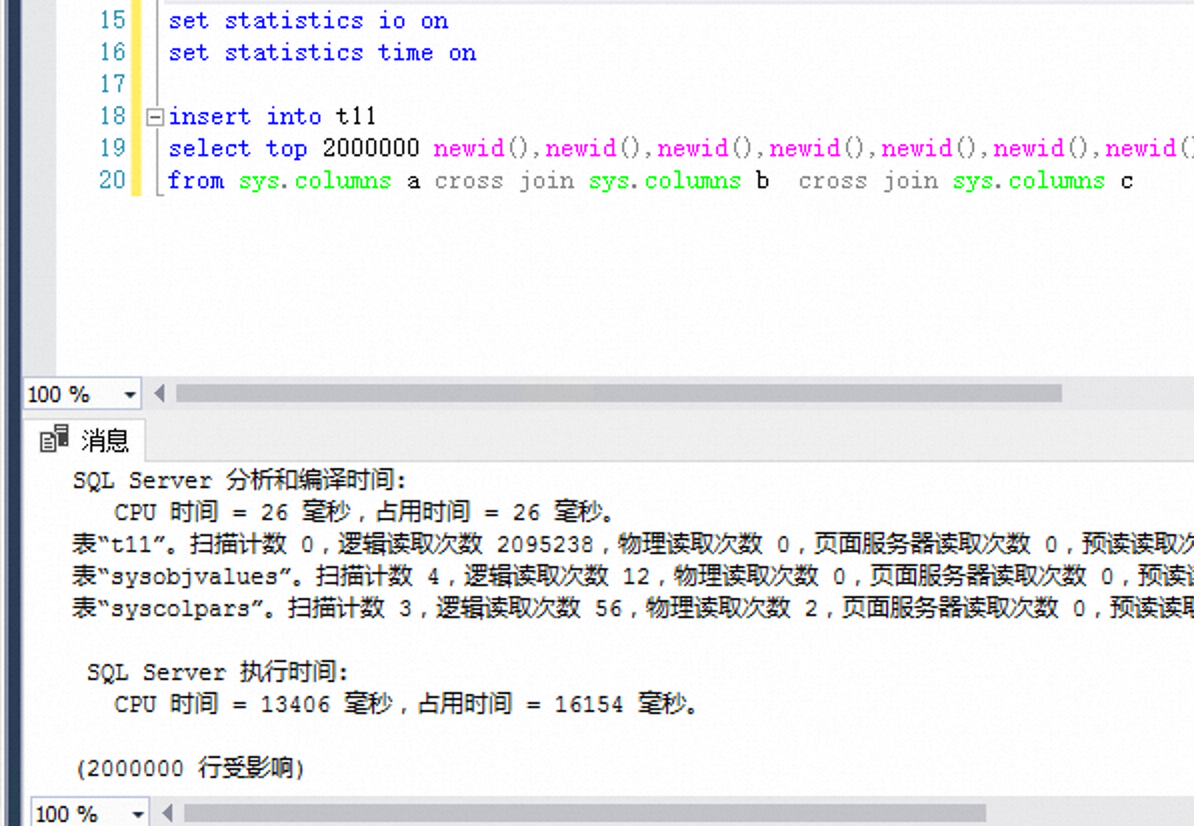 15 set statistics io on
16 set statistics time on
17
18 insert into t11
19 select top 2000000 newid(),newid(),newid(),newid(),newid(),newid(),newid()
20 from sys.columns a cross join sys.columns b  cross join sys.columns c
100 %
消息
SQL Server 分析和编译时间:
CPU 时间 = 26 毫秒，占用时间 = 26 毫秒。
表“t11”。扫描计数 0，逻辑读取次数 2095238，物理读取次数 0，页面服务器读取次数 0，预读读取次
表“sysobjvalues”。扫描计数 4，逻辑读取次数 12，物理读取次数 0，页面服务器读取次数 0，预读
表“syscolpars”。扫描计数 3，逻辑读取次数 56，物理读取次数 2，页面服务器读取次数 0，预读读取
SQL Server 执行时间:
CPU 时间 = 13406 毫秒，占用时间 = 16154 毫秒。
(2000000 行受影响)
100 %